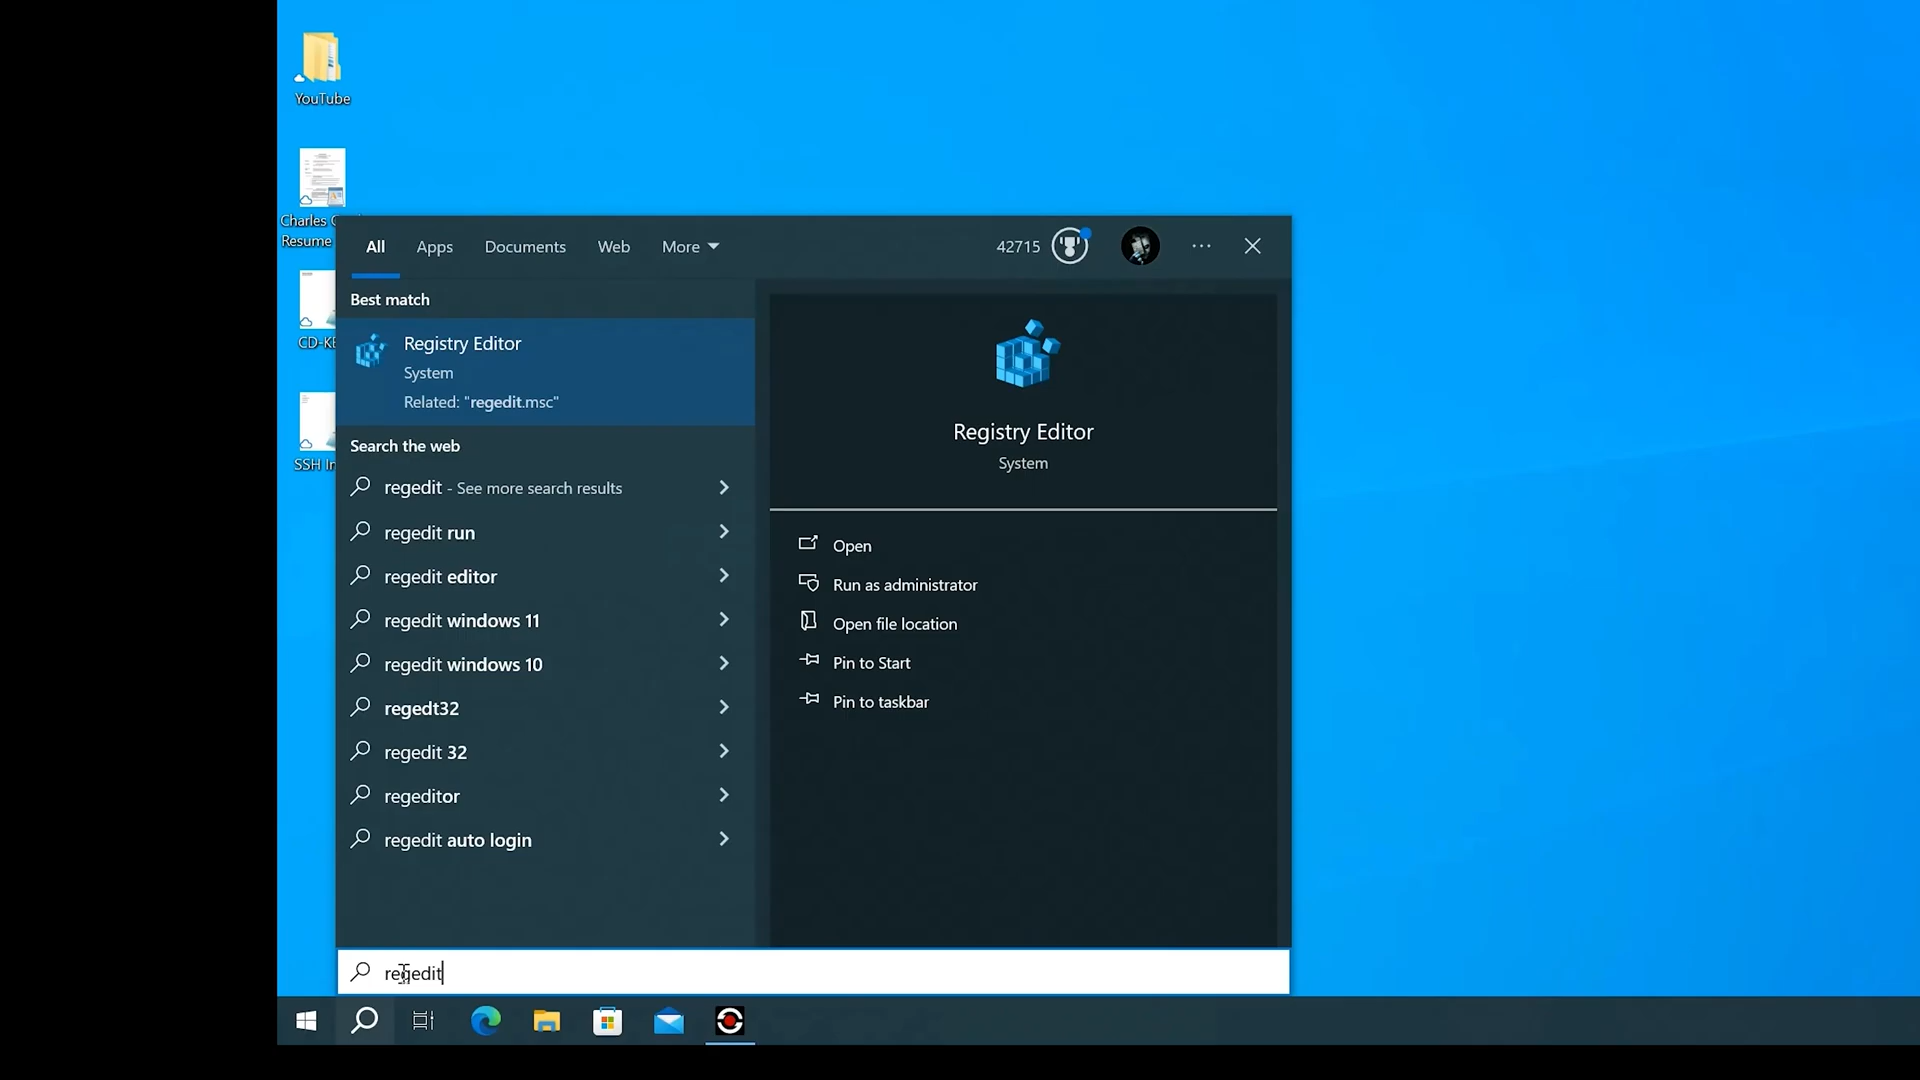 YouTube
Charles
Resume
SSH
All
Apps
Documents
Web
More
42715
Best match
Registry Editor
System
Related: "regedit.msc"
Search the web
regedit - See more search results
regedit run
regedit editor
regedit windows 11
regedit windows 10
regedt32
regedit 32
regeditor
regedit auto login
Registry Editor
System
Open
Run as administrator
Open file location
Pin to Start
Pin to taskbar
regedit